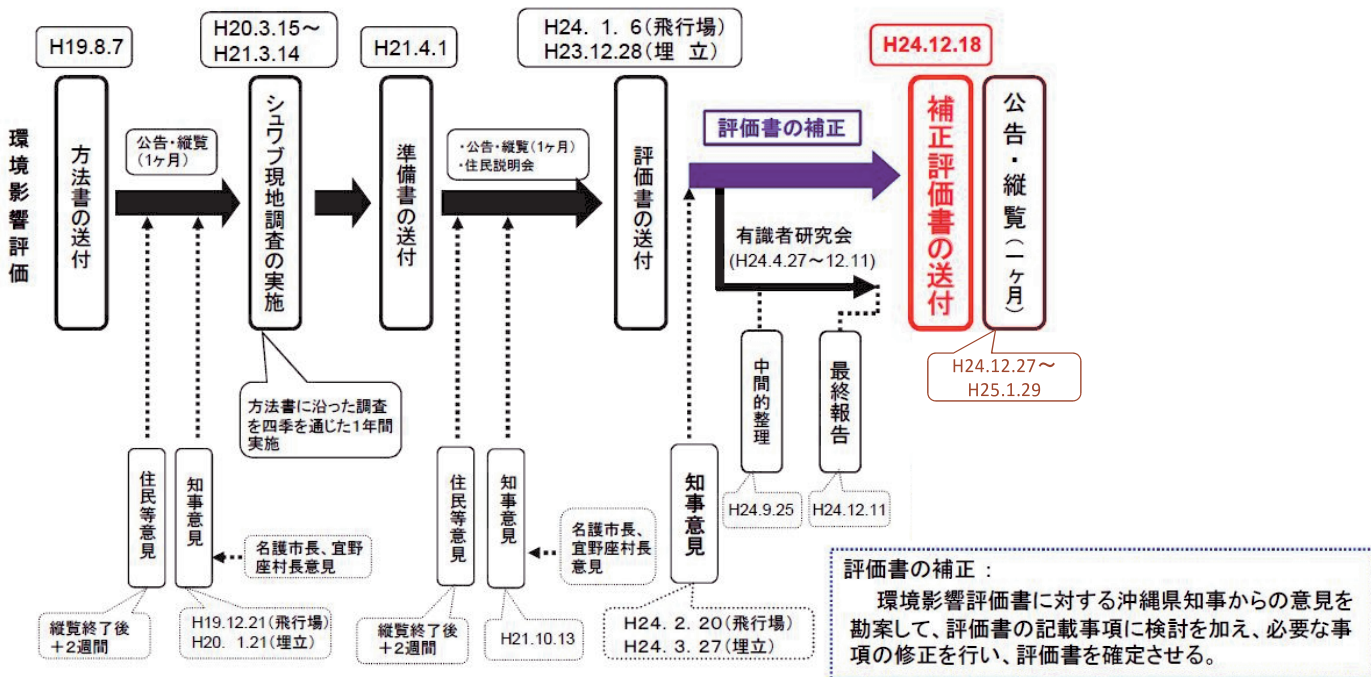 環境影響評価
H19.8.7
方法書の送付
公告・縦覧
(1ヶ月)
H20.3.15～
H21.3.14
シュワブ現地調査の実施
方法書に沿った調査
を四季を通じた1年間
実施
住民等意見
縦覧終了後
+2週間
知事意見
名護市長、宜野
座村長意見
H19.12.21(飛行場)
H20. 1.21(埋立)
H21.4.1
準備書の送付
・公告・縦覧(1ヶ月)
・住民説明会
住民等意見
縦覧終了後
+2週間
知事意見
名護市長、
宜野座村長
意見
H21.10.13
H24. 1. 6(飛行場)
H23.12.28(埋 立)
評価書の送付
評価書の補正
知事意見
H24. 2. 20(飛行場)
H24. 3. 27(埋立)
有識者研究会
(H24.4.27～12.11)
中間的整理
H24.9.25
最終報告
H24.12.11
H24.12.18
補正評価書の送付
公告・縦覧(一ヶ月)
H24.12.27～
H25.1.29
評価書の補正 :
環境影響評価書に対する沖縄県知事からの意見を
勘案して、評価書の記載事項に検討を加え、必要な事
項の修正を行い、評価書を確定させる。